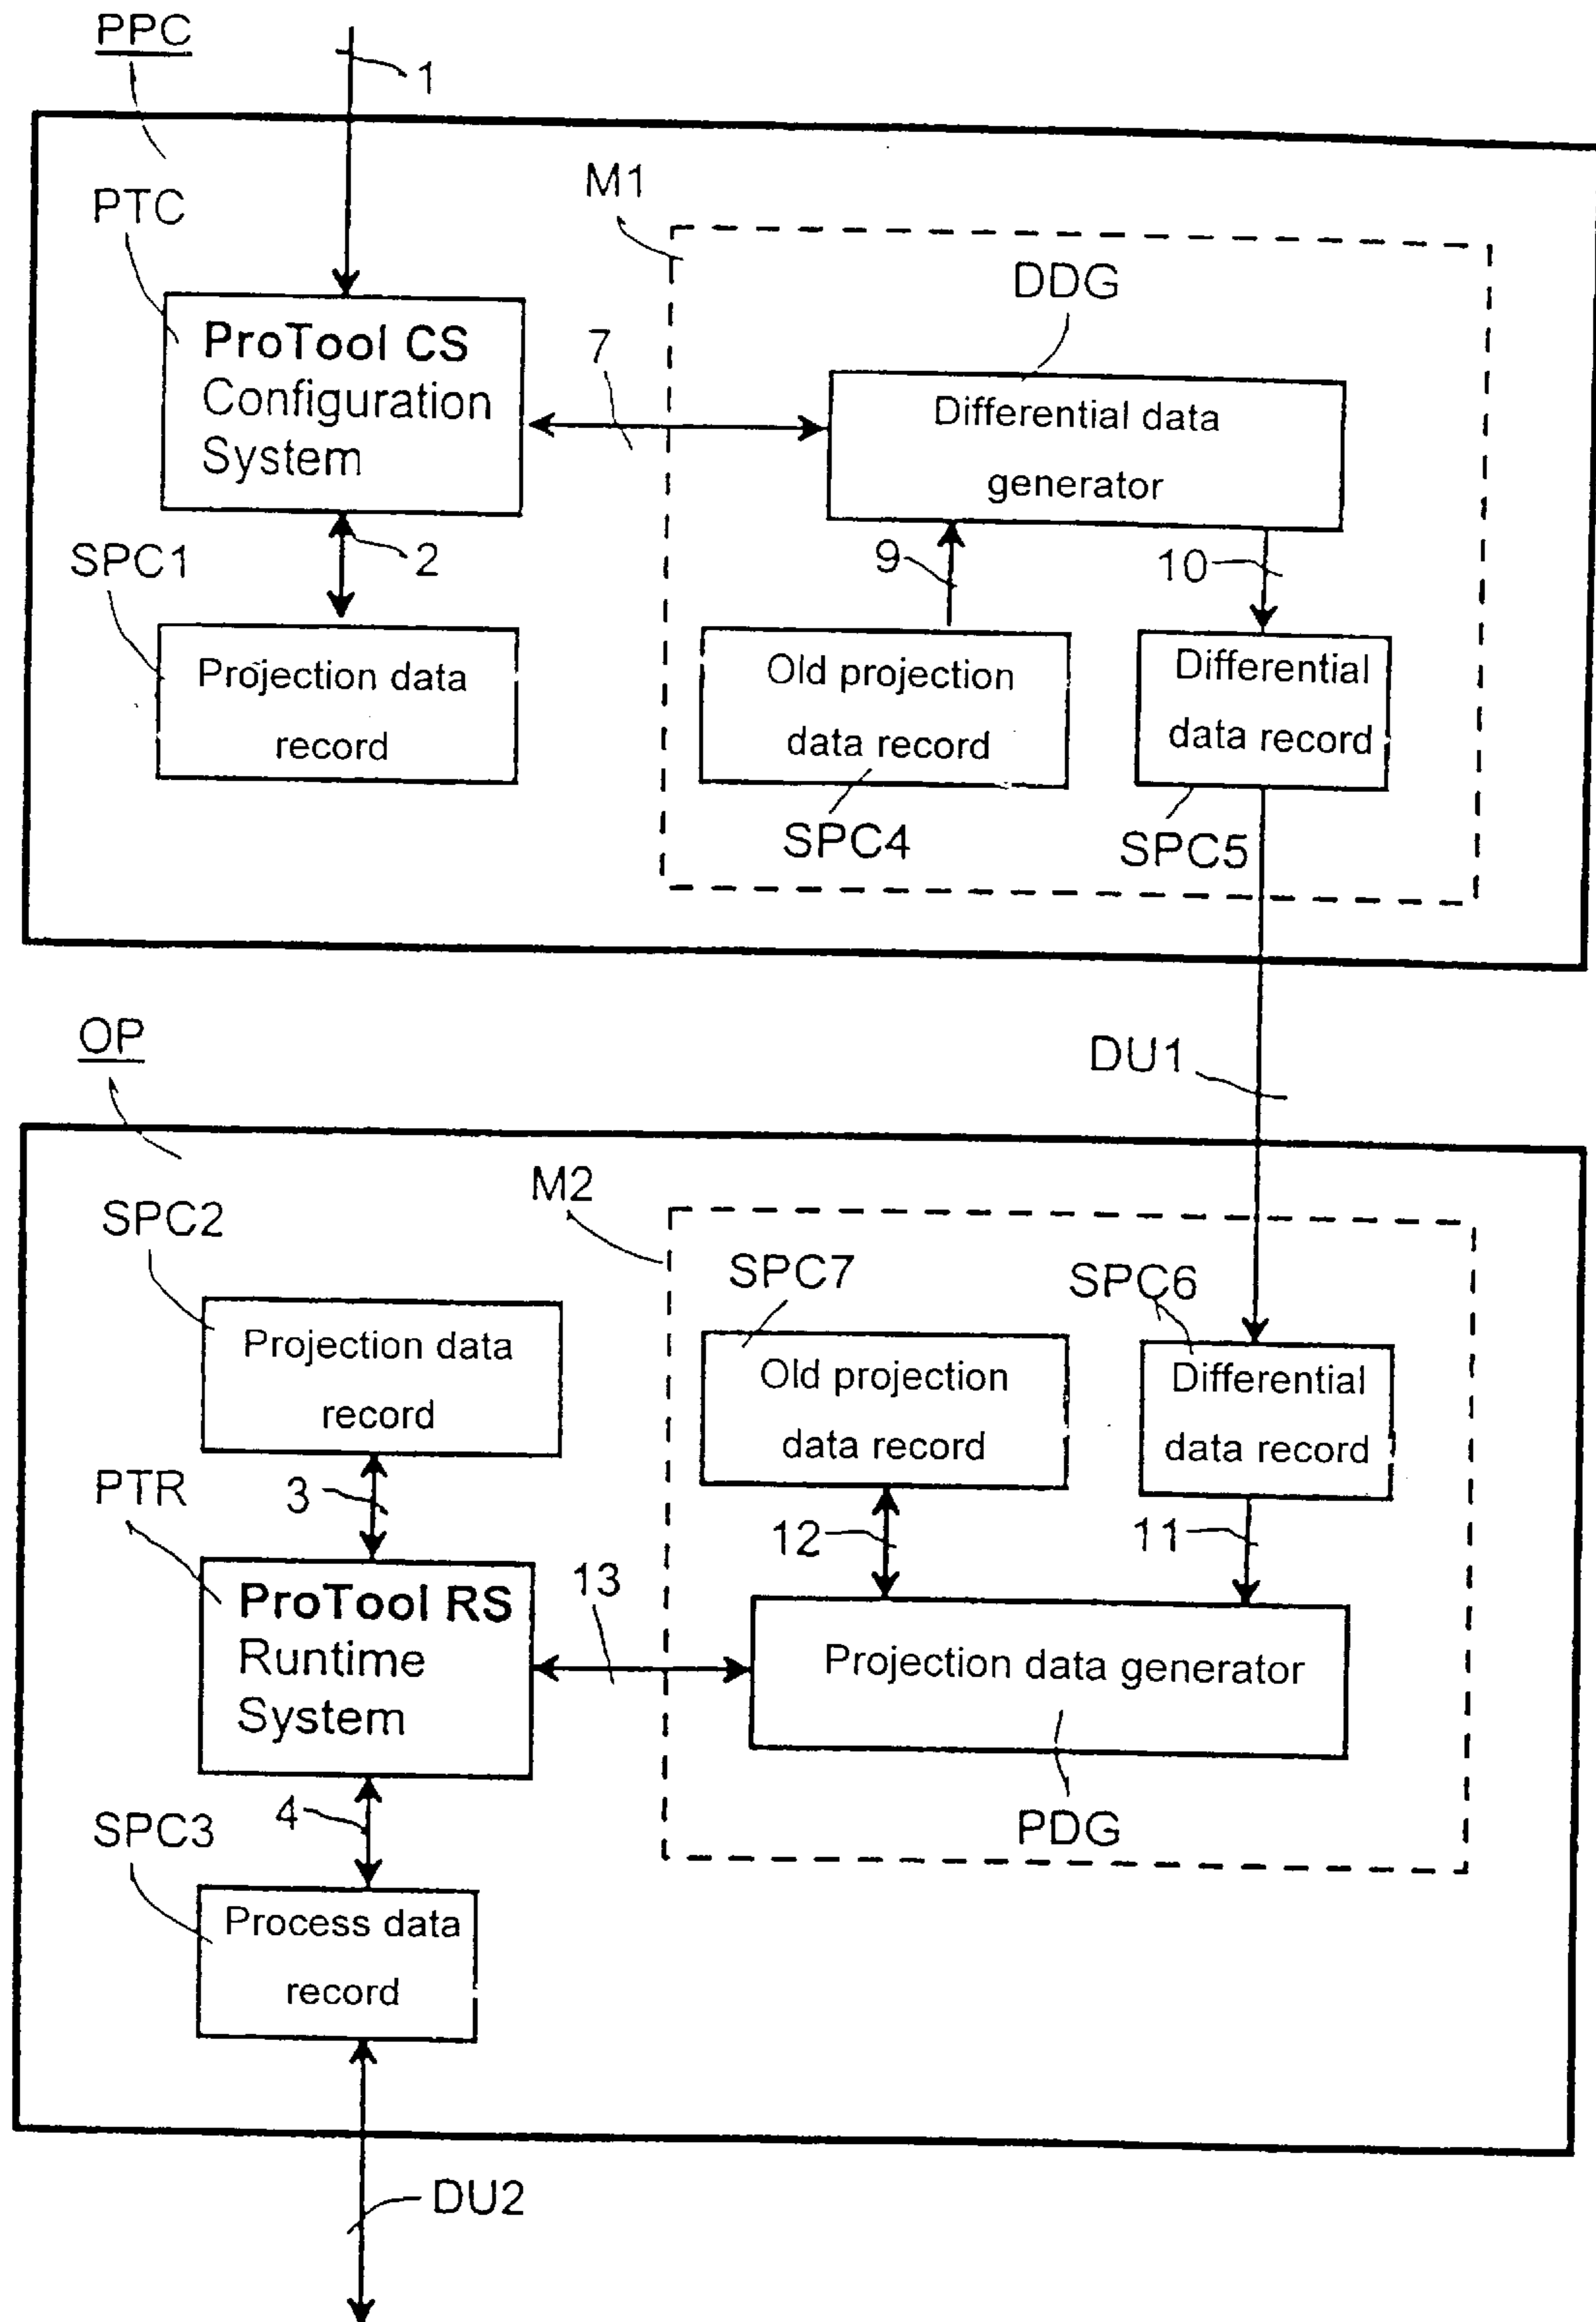 PPC
1
M1
PTC
DDG
ProTool CS
Configuration
System
7
Differential data
generator
2
9
10
SPC1
Projection data
record
Old projection
data record
Differential
data record
SPC4
SPC5
OP
DU1
M2
SPC2
SPC7
SPC6
Projection data
record
Old projection
data record
Differential
data record
PTR
3
12
11
13
ProTool RS
Runtime
System
Projection data generator
4
PDG
SPC3
Process data
record
DU2